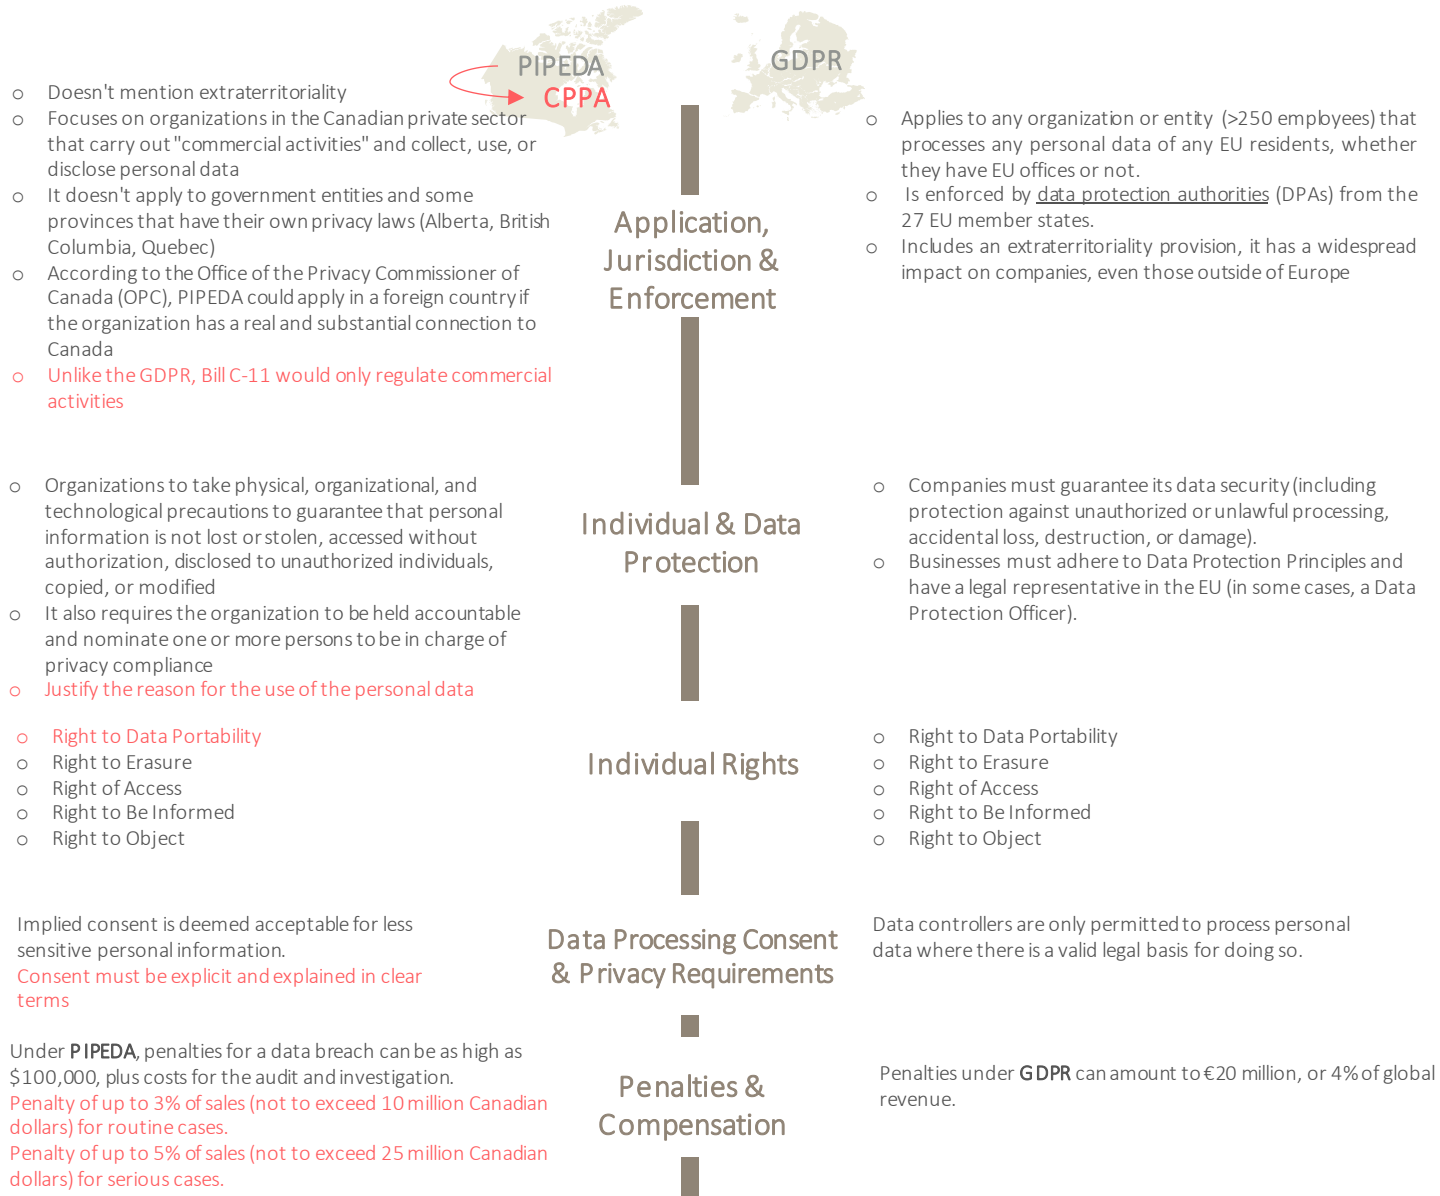 PIPEDA
CPPA
GDPR
o Doesn't mention extraterritoriality
o Focuses on organizations in the Canadian private sector
that carry out "commercial activities" and collect, use, or
disclose personal data
o It doesn't apply to government entities and some
provinces that have their own privacy laws (Alberta, British
Columbia, Quebec)
o According to the Office of the Privacy Commissioner of
Canada (OPC), PIPEDA could apply in a foreign country if
the organization has a real and substantial connection to
Canada
o Unlike the GDPR, Bill C-11 would only regulate commercial
activities
Application,
Jurisdiction &
Enforcement
o Applies to any organization or entity (>250 employees) that
processes any personal data of any EU residents, whether
they have EU offices or not.
o Is enforced by data protection authorities (DPAs) from the
27 EU member states.
o Includes an extraterritoriality provision, it has a widespread
impact on companies, even those outside of Europe
o Organizations to take physical, organizational, and
technological precautions to guarantee that personal
information is not lost or stolen, accessed without
authorization, disclosed to unauthorized individuals,
copied, or modified
o It also requires the organization to be held accountable
and nominate one or more persons to be in charge of
privacy compliance
o Justify the reason for the use of the personal data
Individual & Data
Protection
o Companies must guarantee its data security (including
protection against unauthorized or unlawful processing,
accidental loss, destruction, or damage).
o Businesses must adhere to Data Protection Principles and
have a legal representative in the EU (in some cases, a Data
Protection Officer).
o Right to Data Portability
o Right to Erasure
o Right of Access
o Right to Be Informed
o Right to Object
Individual Rights
o Right to Data Portability
o Right to Erasure
o Right of Access
o Right to Be Informed
o Right to Object
Implied consent is deemed acceptable for less
sensitive personal information.
Consent must be explicit and explained in clear
terms
Data Processing Consent
& Privacy Requirements
Data controllers are only permitted to process personal
data where there is a valid legal basis for doing so.
Under PIPEDA, penalties for a data breach can be as high as
$100,000, plus costs for the audit and investigation.
Penalty of up to 3% of sales (not to exceed 10 million Canadian
dollars) for routine cases.
Penalty of up to 5% of sales (not to exceed 25 million Canadian
dollars) for serious cases.
Penalties &
Compensation
Penalties under GDPR can amount to €20 million, or 4% of global
revenue.